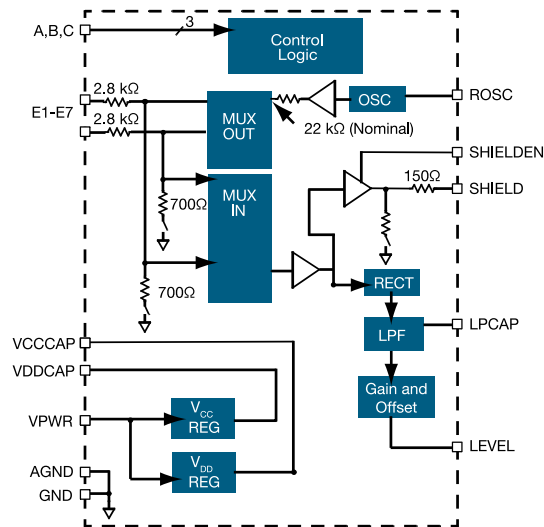 A,B,C
3
Control
Logic
2.8 kΩ
E1-E7
2.8 kΩ
MUX
OUT
OSC
ROSC
22 kΩ (Nominal)
SHIELDEN
150Ω
SHIELD
700Ω
MUX
IN
700Ω
RECT
LPF
LPCAP
VCCCAP
VDDCAP
Gain and
Offset
VPWR
VCC
REG
LEVEL
VDD
REG
AGND
GND